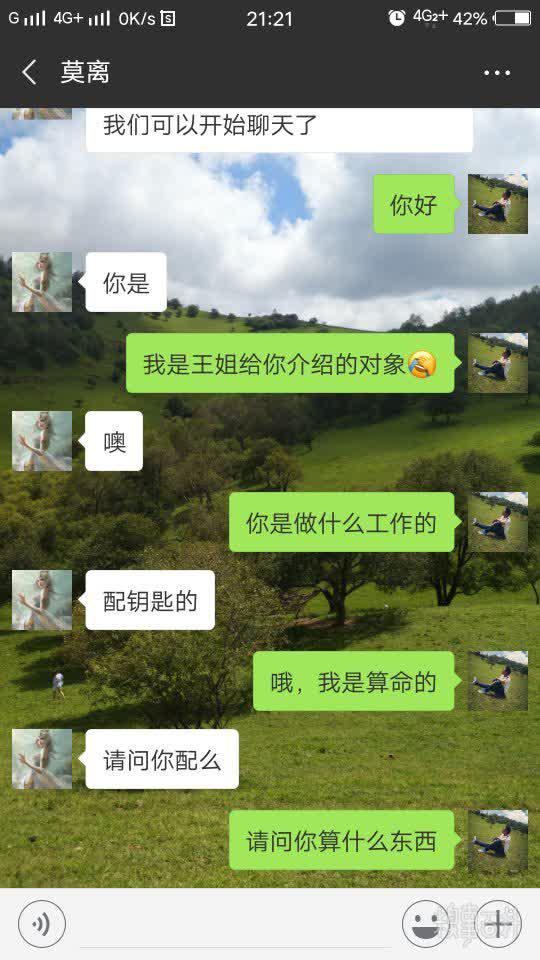 G 4G+ 0K/s S 21:21 4G2+ 42%
莫离
我们可以开始聊天了
你好
你是
我是王姐给你介绍的对象😂
噢
你是做什么工作的
配钥匙的
哦，我是算命的
请问你配么
请问你算什么东西